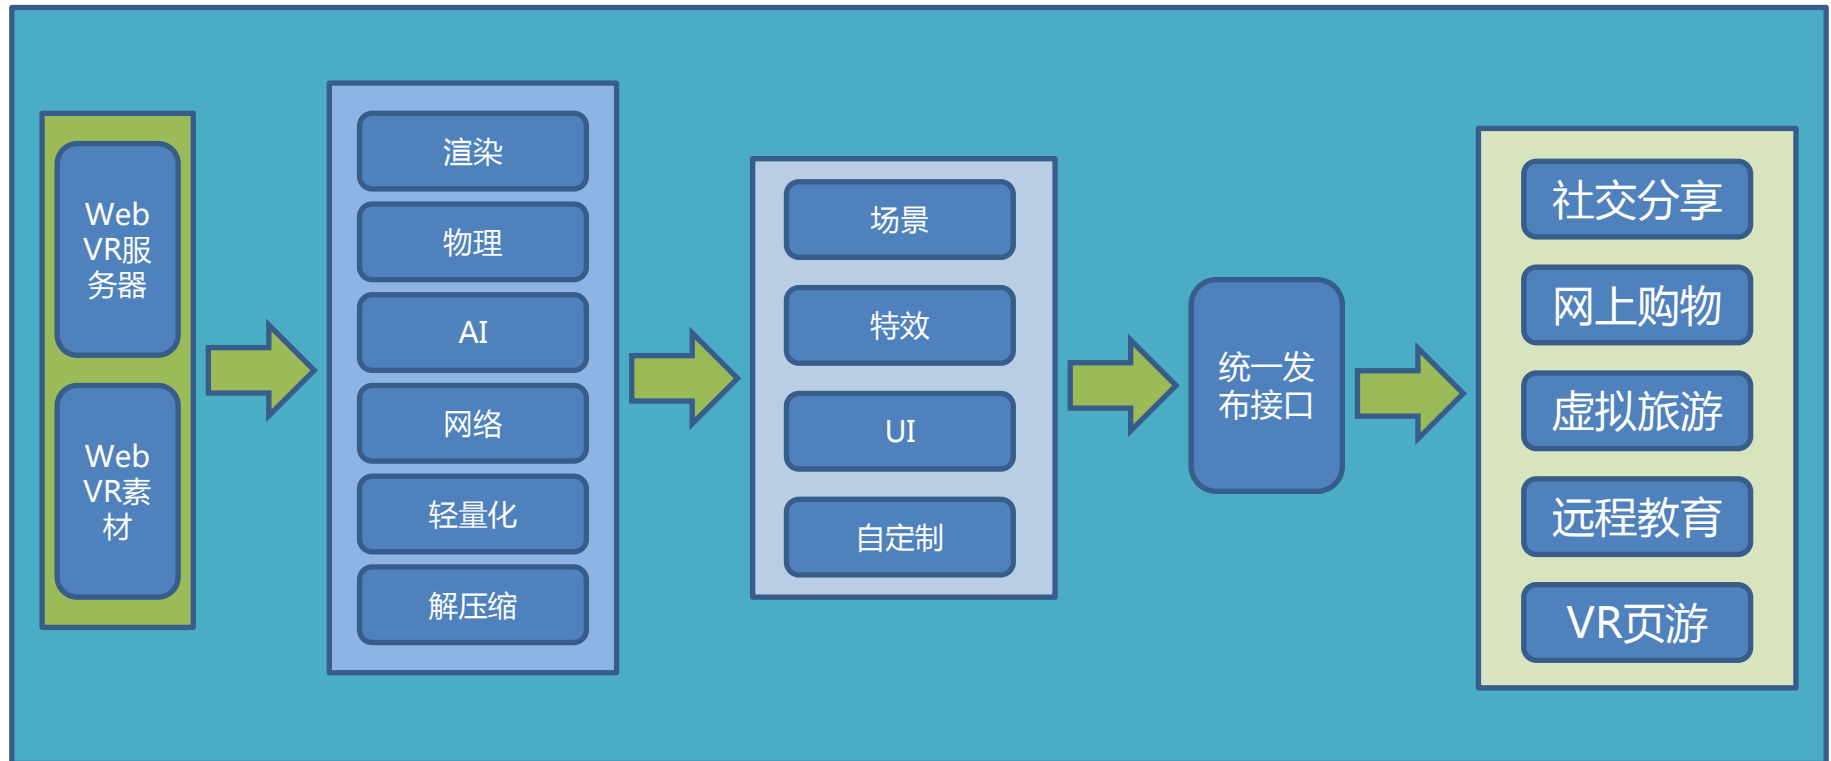 Web
VR服
务器
Web
VR素
材
渲染
物理
AI
网络
轻量化
解压缩
场景
特效
UI
自定制
统一发
布接口
社交分享
网上购物
虚拟旅游
远程教育
VR页游